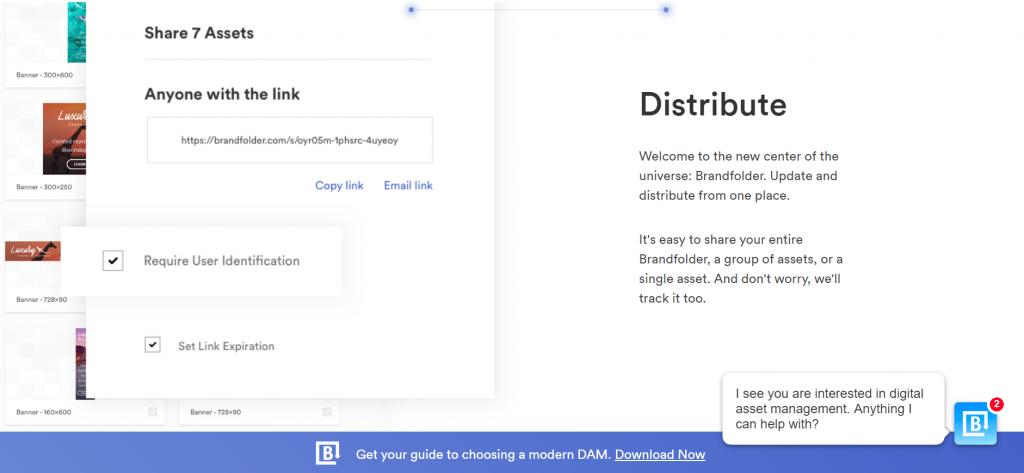 Share 7 Assets
Anyone with the link
https://brandfolder.com/s/oyr05m-1phsrc-4uyeoy
Copy link
Email link
Require User Identification
Set Link Expiration
Banner - 300×600
Luxury
LEARN
Banner - 300×250
Luxury
Banner - 728×90
Banner - 160×600
Banner - 728×90
Distribute
Welcome to the new center of the
universe: Brandfolder. Update and
distribute from one place.
It's easy to share your entire
Brandfolder, a group of assets, or a
single asset. And don't worry, we'll
track it too.
I see you are interested in digital
asset management. Anything I
can help with?
B
2
B
Get your guide to choosing a modern DAM. Download Now